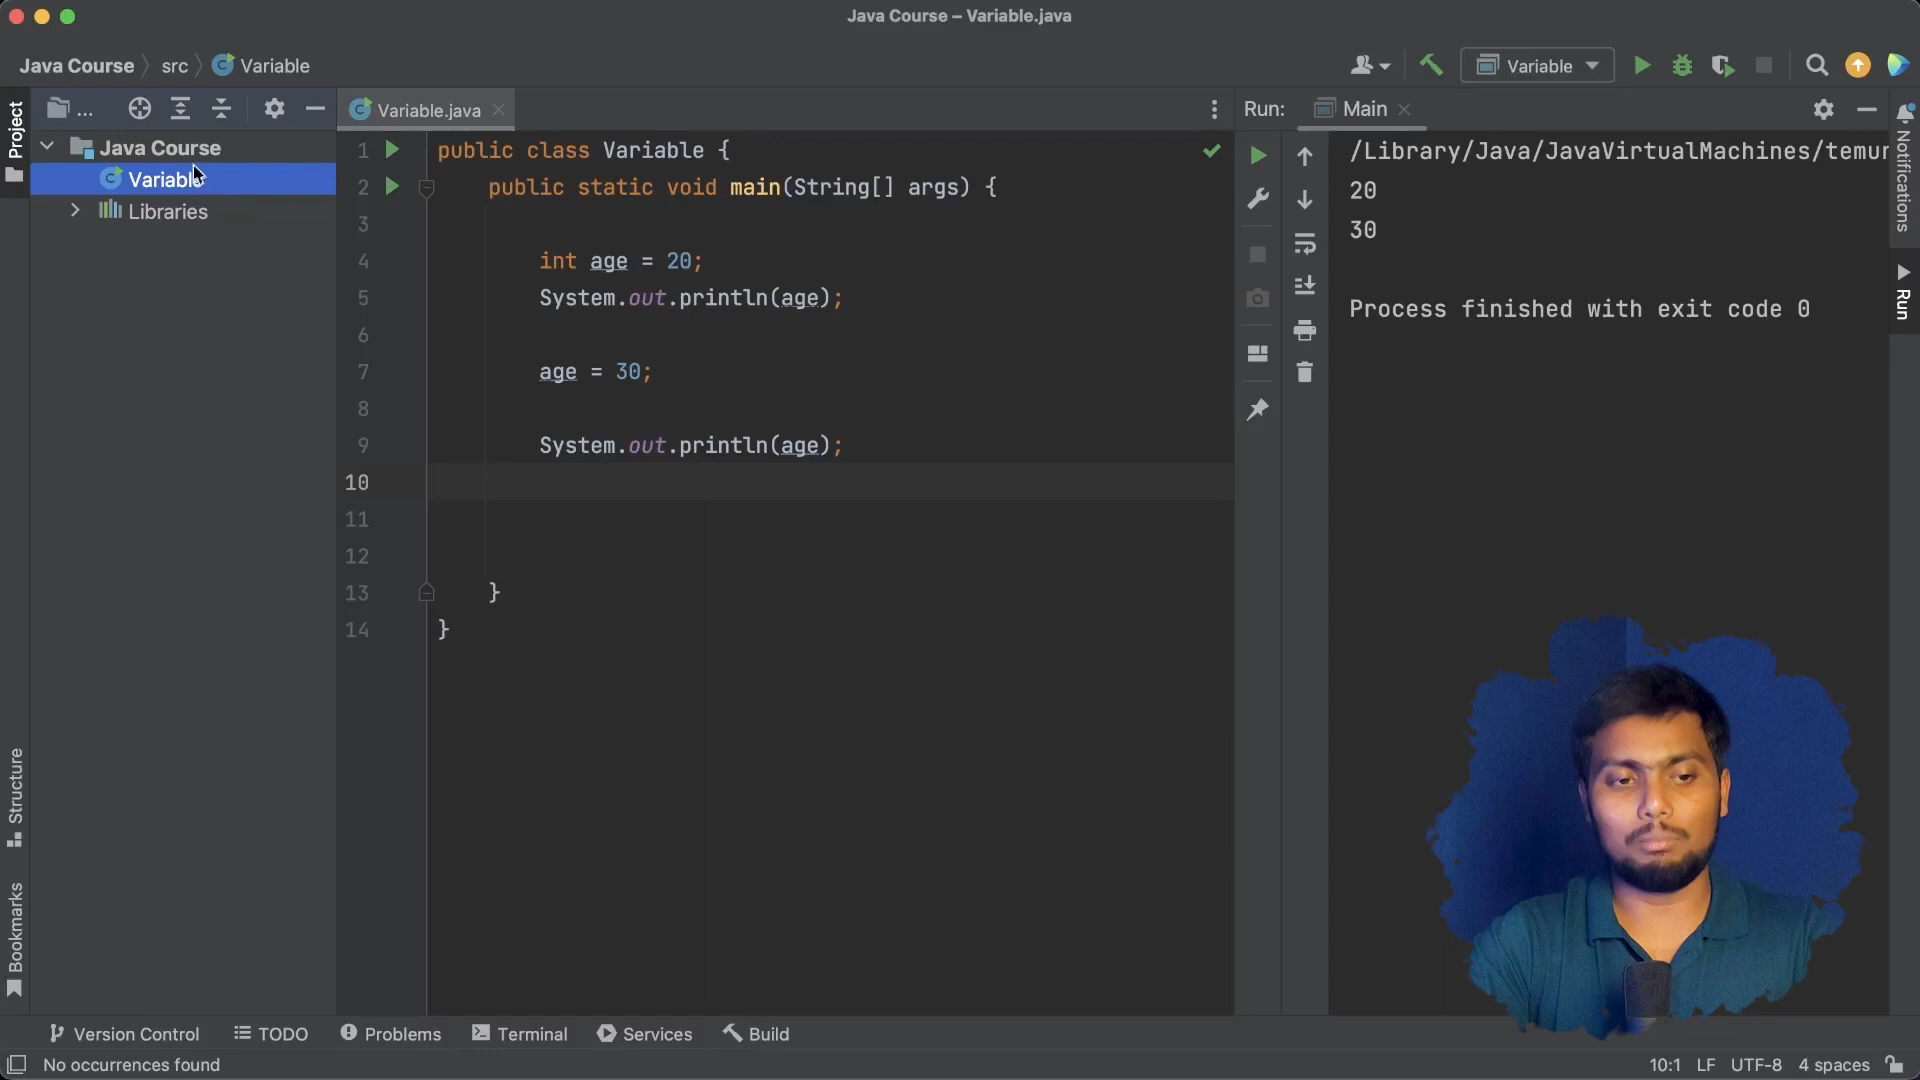 Java Course – Variable.java
Java Course
src
Variable
Variable
...
Variable.java
Run:
Main
Project
Java Course
Variable
Libraries
Structure
Bookmarks
1 public class Variable {
2 public static void main(String[] args) {
3
4 int age = 20;
5 System.out.println(age);
6
7 age = 30;
8
9 System.out.println(age);
10
11
12
13 }
14 }
/Library/Java/JavaVirtualMachines/temur
20
30
Process finished with exit code 0
Notifications
Run
Version Control
TODO
Problems
Terminal
Services
Build
No occurrences found
10:1 LF UTF-8 4 spaces